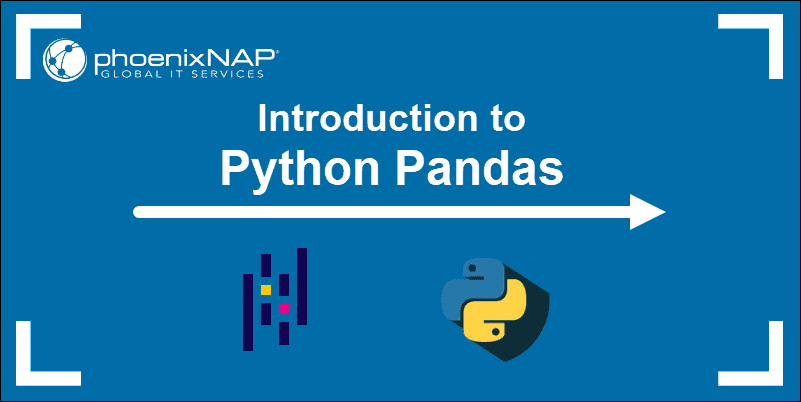 phoenixNAP®
GLOBAL IT SERVICES
Introduction to
Python Pandas